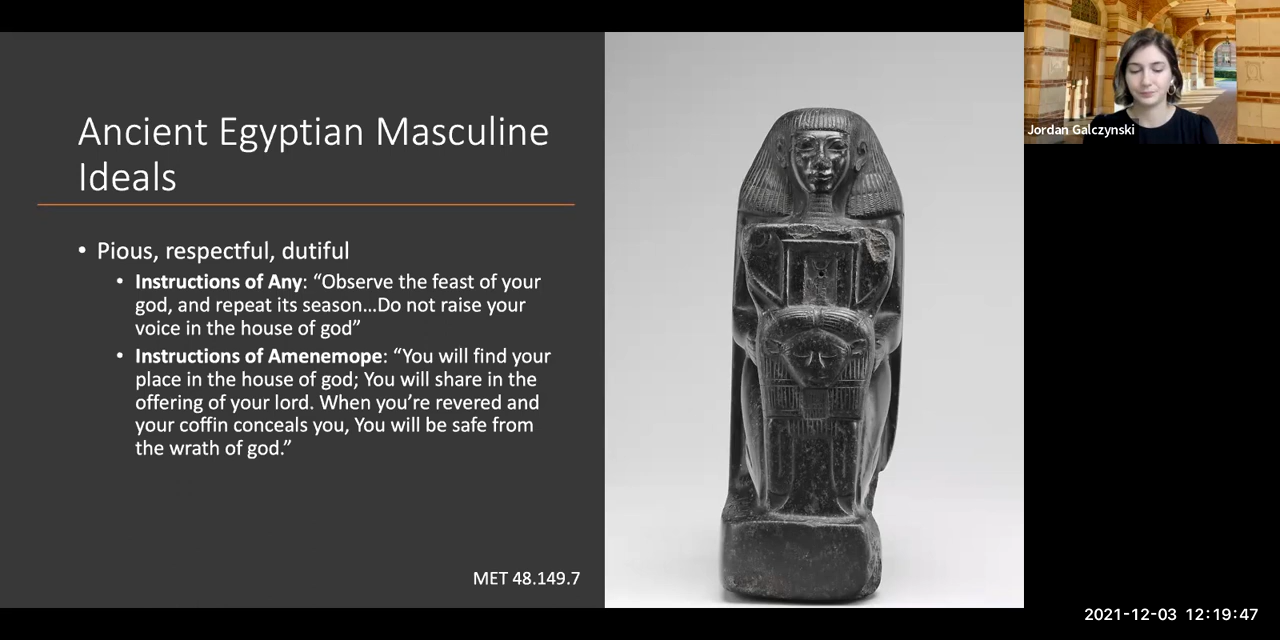 Ancient Egyptian Masculine
Ideals
• Pious, respectful, dutiful
• Instructions of Any: “Observe the feast of your
god, and repeat its season…Do not raise your
voice in the house of god”
• Instructions of Amenemope: “You will find your
place in the house of god; You will share in the
offering of your lord. When you’re revered and
your coffin conceals you, You will be safe from
the wrath of god.”
MET 48.149.7
Jordan Galczynski
2021-12-03 12:19:47